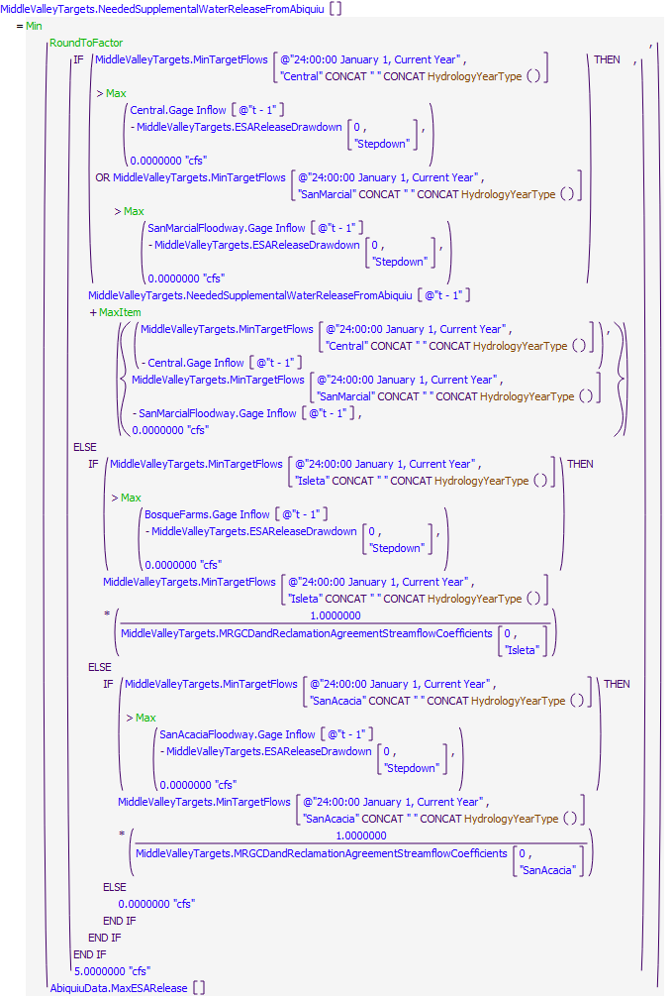 MiddleValleyTargets.NeededSupplementalWaterReleaseFromAbiquiu []
= Min
RoundToFactor ,
IF MiddleValleyTargets.MinTargetFlows [ @"24:00:00 January 1, Current Year" , THEN ,
"Central" CONCAT " " CONCAT HydrologyYearType () ]
> Max
Central.Gage Inflow [ @"t - 1" ]
- MiddleValleyTargets.ESAReleaseDrawdown [ 0 , ,
"Stepdown" ]
0.0000000 "cfs"
OR MiddleValleyTargets.MinTargetFlows [ @"24:00:00 January 1, Current Year" ,
"SanMarcial" CONCAT " " CONCAT HydrologyYearType () ]
> Max
SanMarcialFloodway.Gage Inflow [ @"t - 1" ]
- MiddleValleyTargets.ESAReleaseDrawdown [ 0 , ,
"Stepdown" ]
0.0000000 "cfs"
MiddleValleyTargets.NeededSupplementalWaterReleaseFromAbiquiu [ @"t - 1" ]
+ MaxItem
{ ( ( MiddleValleyTargets.MinTargetFlows [ @"24:00:00 January 1, Current Year" , ) , ) }
"Central" CONCAT " " CONCAT HydrologyYearType () ]
- Central.Gage Inflow [ @"t - 1" ]
MiddleValleyTargets.MinTargetFlows [ @"24:00:00 January 1, Current Year" ,
"SanMarcial" CONCAT " " CONCAT HydrologyYearType () ]
- SanMarcialFloodway.Gage Inflow [ @"t - 1" ] ,
0.0000000 "cfs"
ELSE
IF ( MiddleValleyTargets.MinTargetFlows [ @"24:00:00 January 1, Current Year" , ) THEN
"Isleta" CONCAT " " CONCAT HydrologyYearType () ]
> Max
BosqueFarms.Gage Inflow [ @"t - 1" ]
- MiddleValleyTargets.ESAReleaseDrawdown [ 0 , ,
"Stepdown" ]
0.0000000 "cfs"
MiddleValleyTargets.MinTargetFlows [ @"24:00:00 January 1, Current Year" ,
"Isleta" CONCAT " " CONCAT HydrologyYearType () ]
* ( 1.0000000 )
MiddleValleyTargets.MRGCDandReclamationAgreementStreamflowCoefficients [ 0 ,
"Isleta" ]
ELSE
IF ( MiddleValleyTargets.MinTargetFlows [ @"24:00:00 January 1, Current Year" , ) THEN
"SanAcacia" CONCAT " " CONCAT HydrologyYearType () ]
> Max
SanAcaciaFloodway.Gage Inflow [ @"t - 1" ]
- MiddleValleyTargets.ESAReleaseDrawdown [ 0 , ,
"Stepdown" ]
0.0000000 "cfs"
MiddleValleyTargets.MinTargetFlows [ @"24:00:00 January 1, Current Year" ,
"SanAcacia" CONCAT " " CONCAT HydrologyYearType () ]
* ( 1.0000000 )
MiddleValleyTargets.MRGCDandReclamationAgreementStreamflowCoefficients [ 0 ,
"SanAcacia" ]
ELSE
0.0000000 "cfs"
END IF
END IF
END IF
5.0000000 "cfs"
AbiquiuData.MaxESARelease []